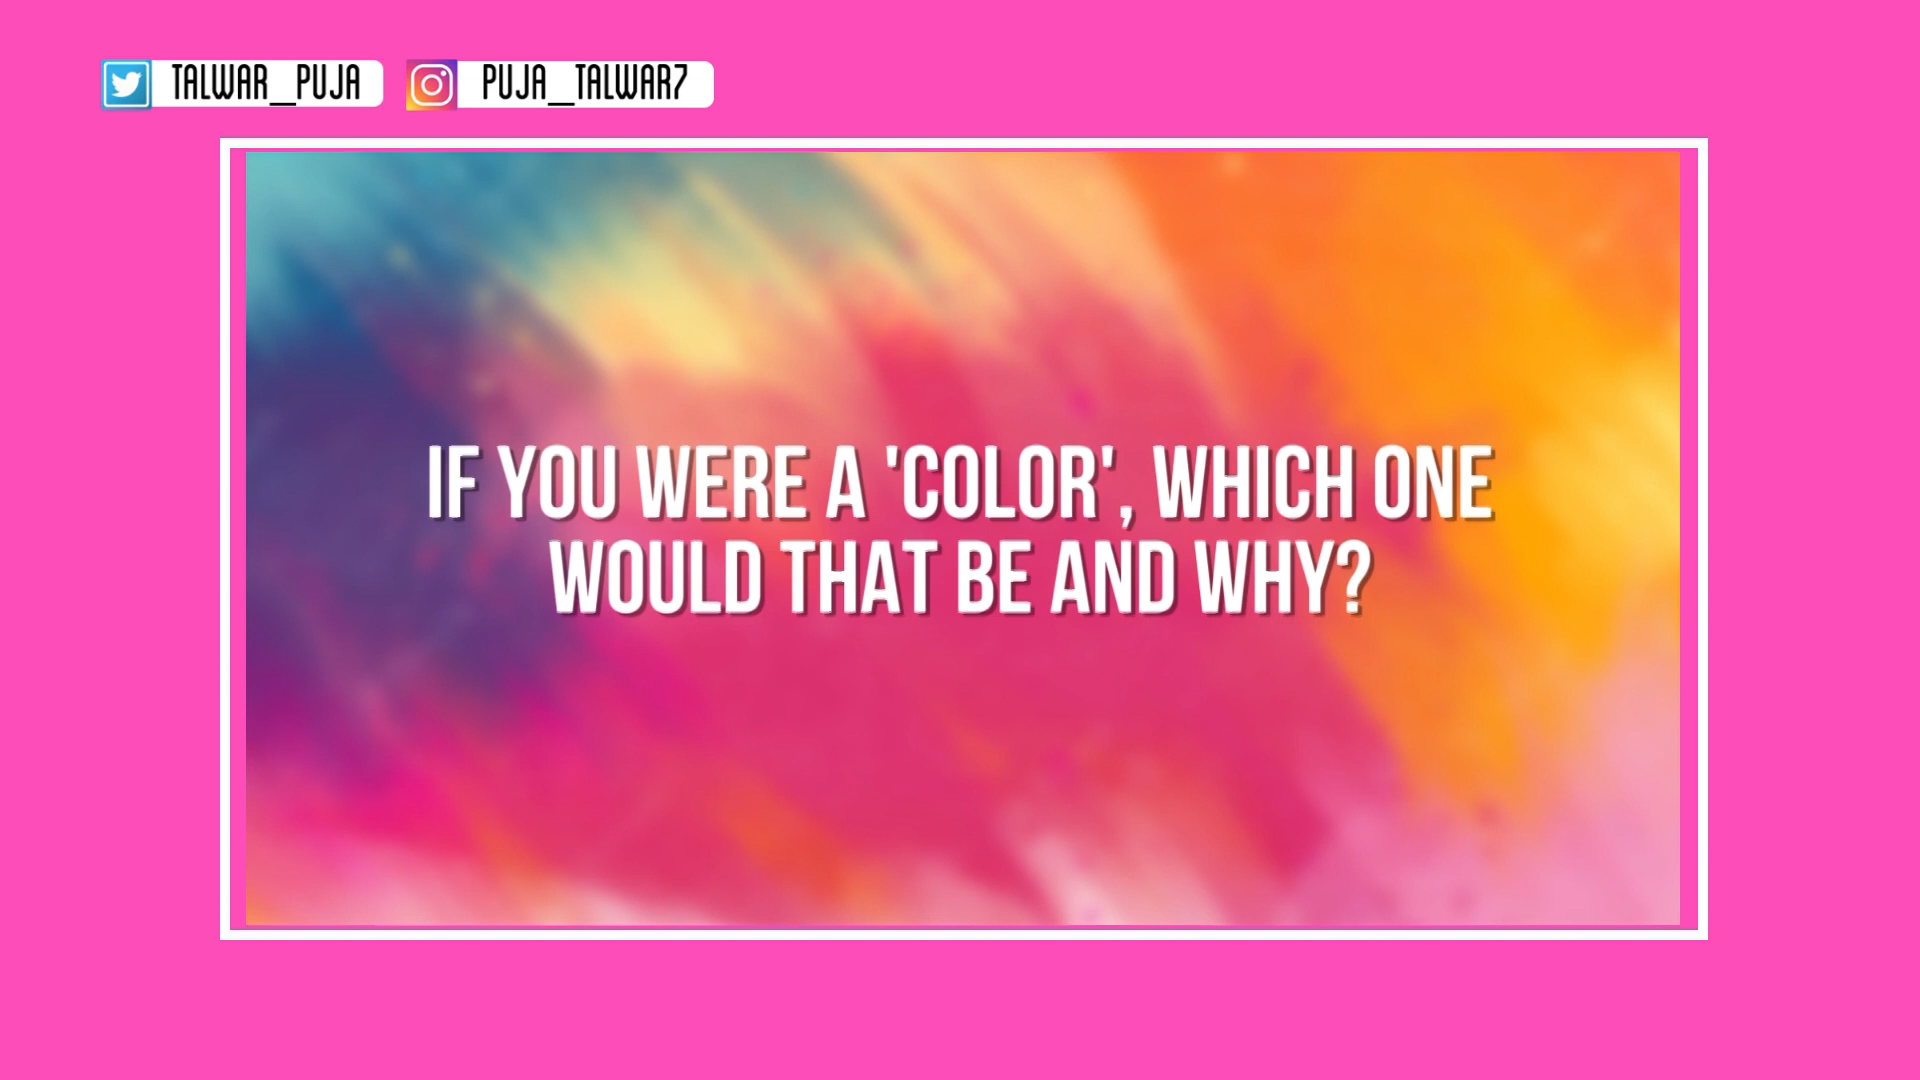 TALWAR_PUJA PUJA_TALWAR7
IF YOU WERE A 'COLOR', WHICH ONE
WOULD THAT BE AND WHY?